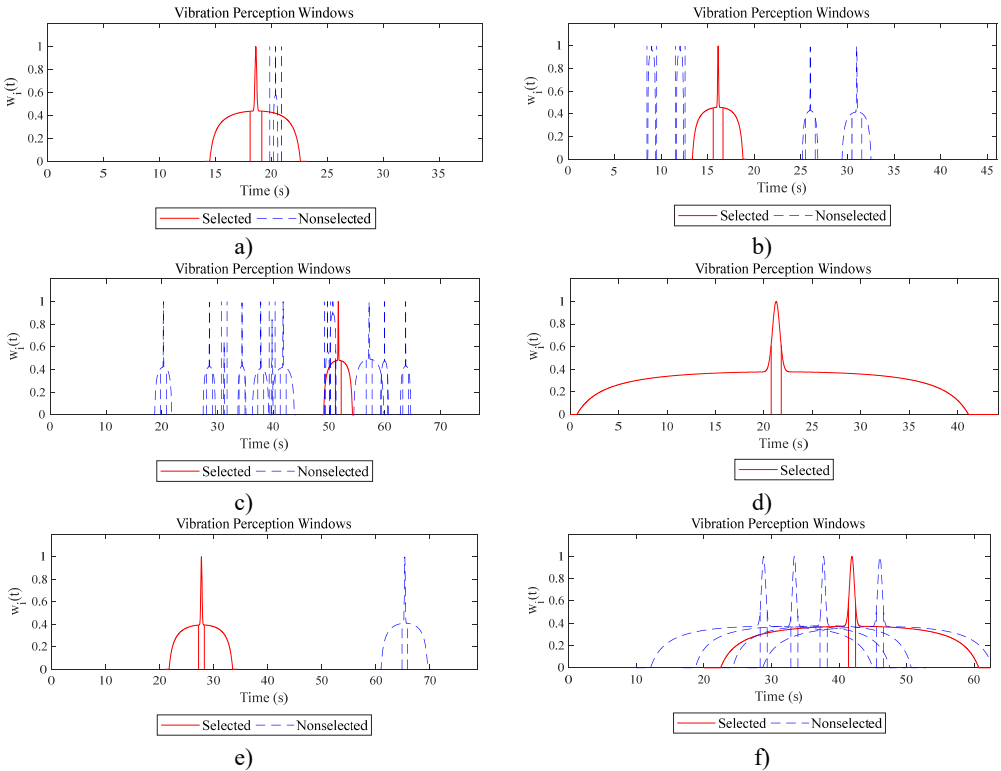 Vibration Perception Windows
w_i(t)
1
0.8
0.6
0.4
0.2
0
0 5 10 15 20 25 30 35
Time (s)
Selected Nonselected
a)
Vibration Perception Windows
w_i(t)
1
0.8
0.6
0.4
0.2
0
0 5 10 15 20 25 30 35 40 45
Time (s)
Selected Nonselected
b)
Vibration Perception Windows
w_i(t)
1
0.8
0.6
0.4
0.2
0
0 10 20 30 40 50 60 70
Time (s)
Selected Nonselected
c)
Vibration Perception Windows
w_i(t)
1
0.8
0.6
0.4
0.2
0
0 5 10 15 20 25 30 35 40
Time (s)
Selected
d)
Vibration Perception Windows
w_i(t)
1
0.8
0.6
0.4
0.2
0
0 10 20 30 40 50 60 70
Time (s)
Selected Nonselected
e)
Vibration Perception Windows
w_i(t)
1
0.8
0.6
0.4
0.2
0
0 10 20 30 40 50 60
Time (s)
Selected Nonselected
f)